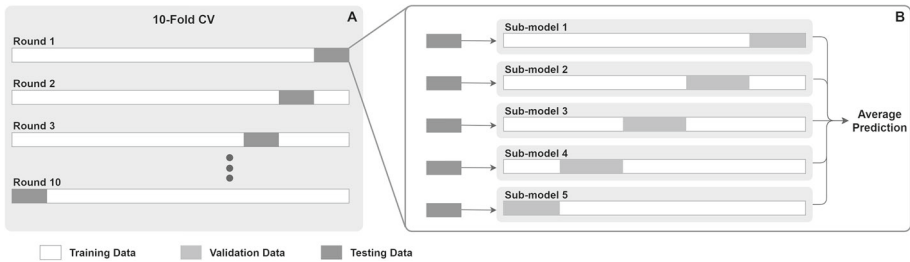 10-Fold CV
A
Round 1
Round 2
Round 3
Round 10
B
Sub-model 1
Sub-model 2
Sub-model 3
Sub-model 4
Sub-model 5
Average
Prediction
Training Data
Validation Data
Testing Data